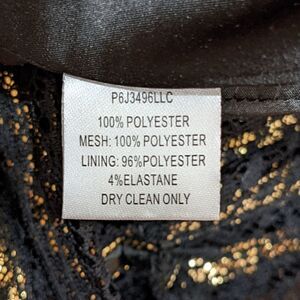 P6J3496LLC
100% POLYESTER
MESH: 100% POLYESTER
LINING: 96%POLYESTER
4%ELASTANE
DRY CLEAN ONLY